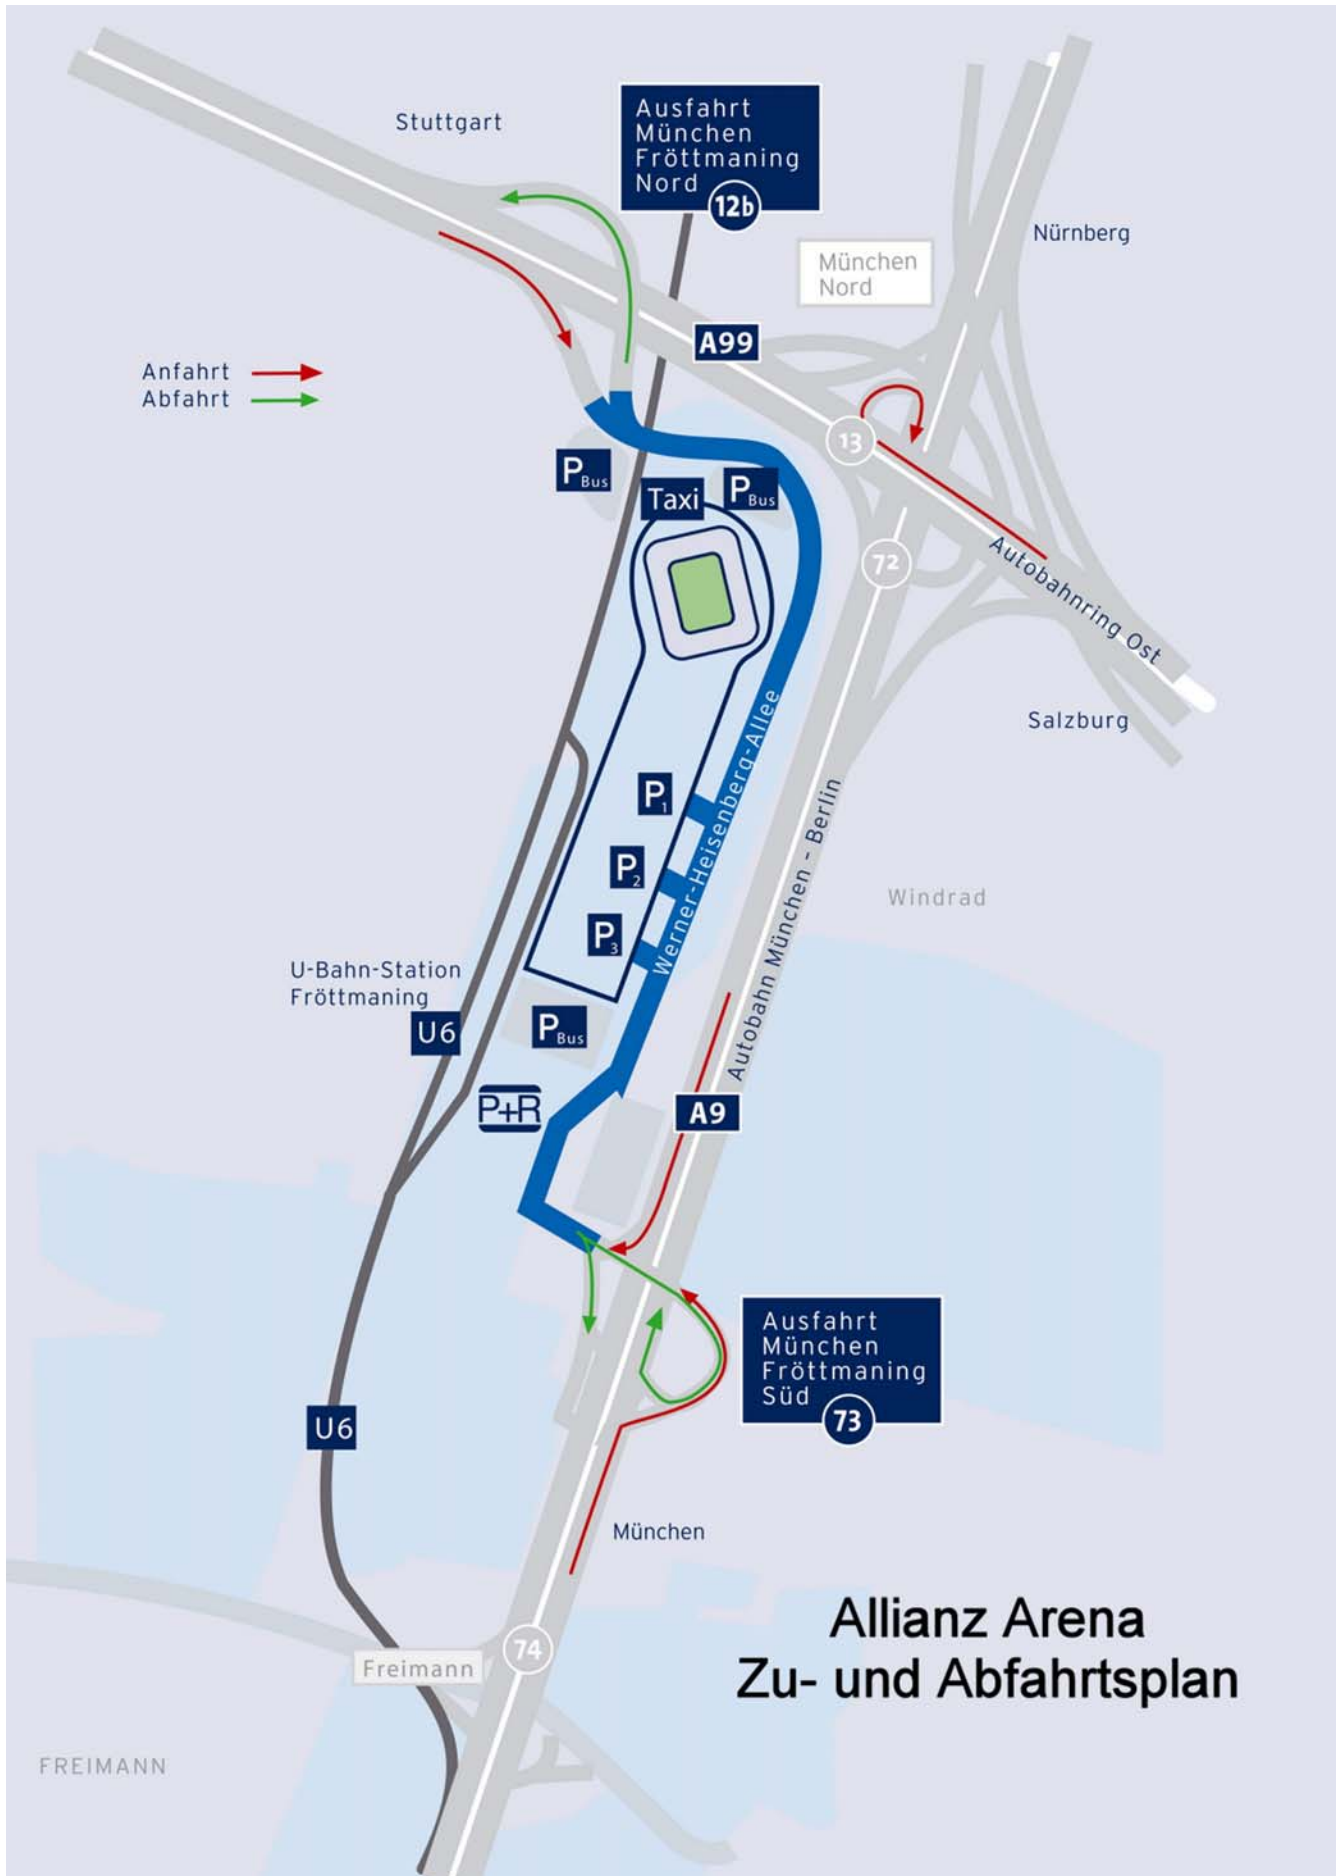 Stuttgart
Ausfahrt
München
Fröttmaning
Nord
12b
Nürnberg
München
Nord
A99
Anfahrt
Abfahrt
13
P Bus
Taxi
P Bus
72
Autobahnring Ost
Salzburg
Werner-Heisenberg-Allee
P1
P2
P3
Autobahn München - Berlin
Windrad
U-Bahn-Station
Fröttmaning
U6
P Bus
P+R
A9
Ausfahrt
München
Fröttmaning
Süd
73
U6
München
Allianz Arena
Zu- und Abfahrtsplan
74
Freimann
FREIMANN